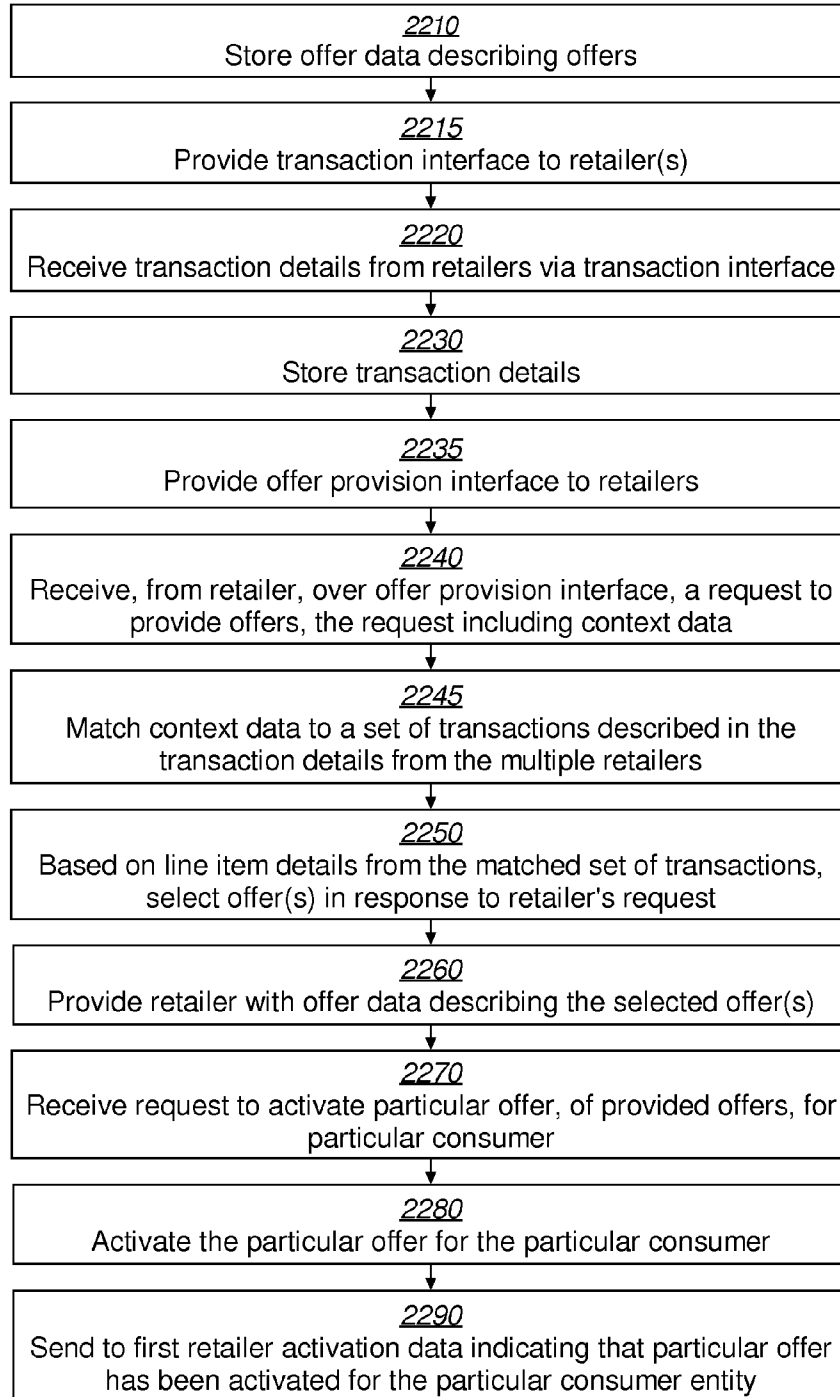 2210
Store offer data describing offers
2215
Provide transaction interface to retailer(s)
2220
Receive transaction details from retailers via transaction interface
2230
Store transaction details
2235
Provide offer provision interface to retailers
2240
Receive, from retailer, over offer provision interface, a request to
provide offers, the request including context data
2245
Match context data to a set of transactions described in the
transaction details from the multiple retailers
2250
Based on line item details from the matched set of transactions,
select offer(s) in response to retailer's request
2260
Provide retailer with offer data describing the selected offer(s)
2270
Receive request to activate particular offer, of provided offers, for
particular consumer
2280
Activate the particular offer for the particular consumer
2290
Send to first retailer activation data indicating that particular offer
has been activated for the particular consumer entity